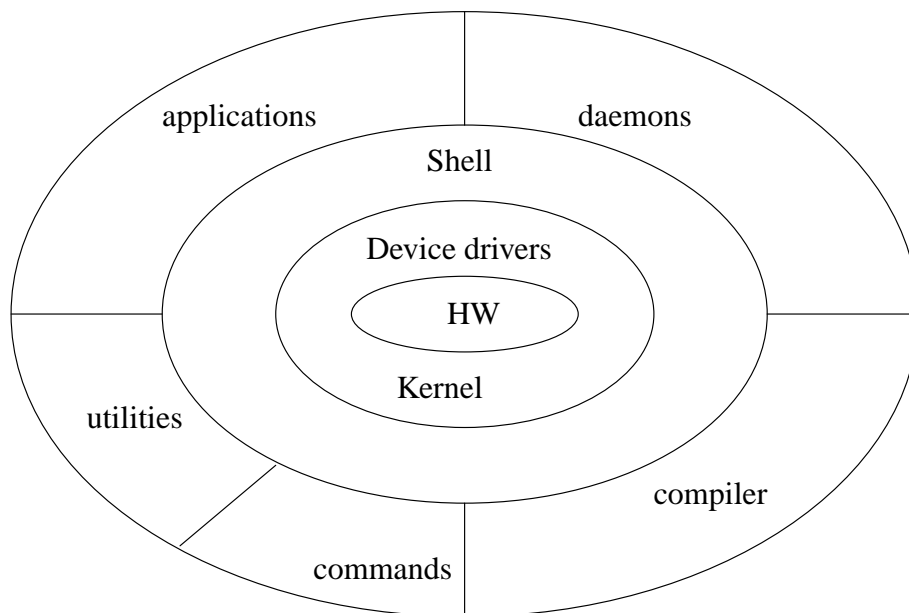 applications
daemons
Shell
Device drivers
HW
Kernel
utilities
compiler
commands